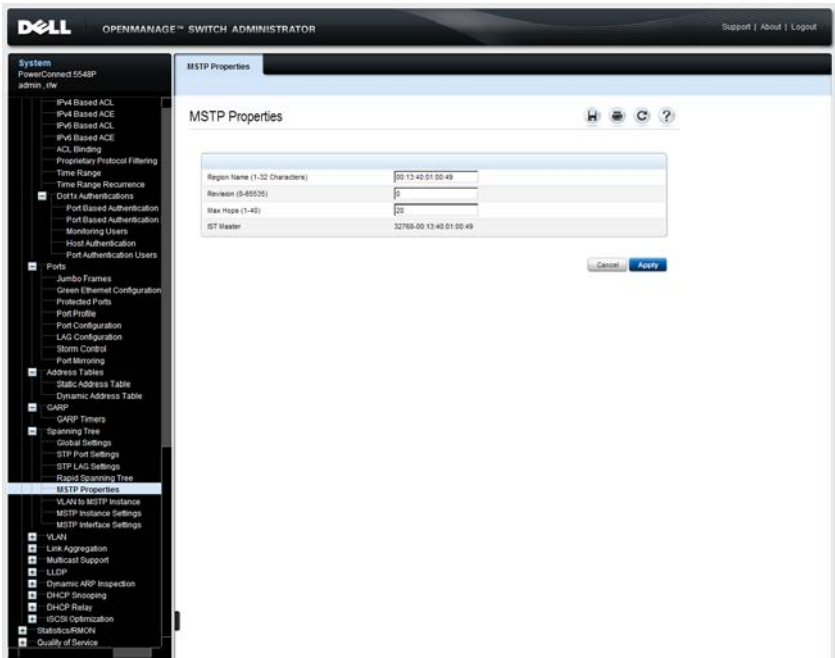 DELL OPENMANAGE™ SWITCH ADMINISTRATOR Support | About | Logout
System
PowerConnect 5548P
admin , r/w
MSTP Properties
IPv4 Based ACL
IPv4 Based ACE
IPv6 Based ACL
IPv6 Based ACE
ACL Binding
Proprietary Protocol Filtering
Time Range
Time Range Recurrence
Dot1x Authentications
Port Based Authentication
Port Based Authentication
Monitoring Users
Host Authentication
Port Authentication Users
Ports
Jumbo Frames
Green Ethernet Configuration
Protected Ports
Port Profile
Port Configuration
LAG Configuration
Storm Control
Port Mirroring
Address Tables
Static Address Table
Dynamic Address Table
GARP
GARP Timers
Spanning Tree
Global Settings
STP Port Settings
STP LAG Settings
Rapid Spanning Tree
MSTP Properties
VLAN to MSTP Instance
MSTP Instance Settings
MSTP Interface Settings
VLAN
Link Aggregation
Multicast Support
LLDP
Dynamic ARP Inspection
DHCP Snooping
DHCP Relay
iSCSI Optimization
Statistics/RMON
Quality of Service
MSTP Properties
Region Name (1-32 Characters) 00:13:40:01:00:49
Revision (0-65535) 0
Max Hops (1-40) 20
IST Master 32768-00:13:40:01:00:49
Cancel Apply